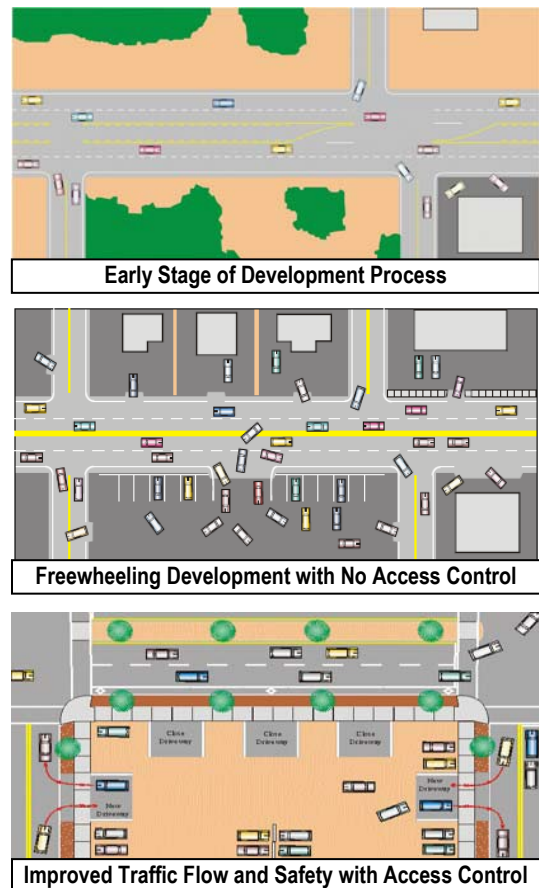 Early Stage of Development Process
Freewheeling Development with No Access Control
Close
Driveway
Close
Driveway
Close
Driveway
New
Driveway
New
Driveway
Improved Traffic Flow and Safety with Access Control